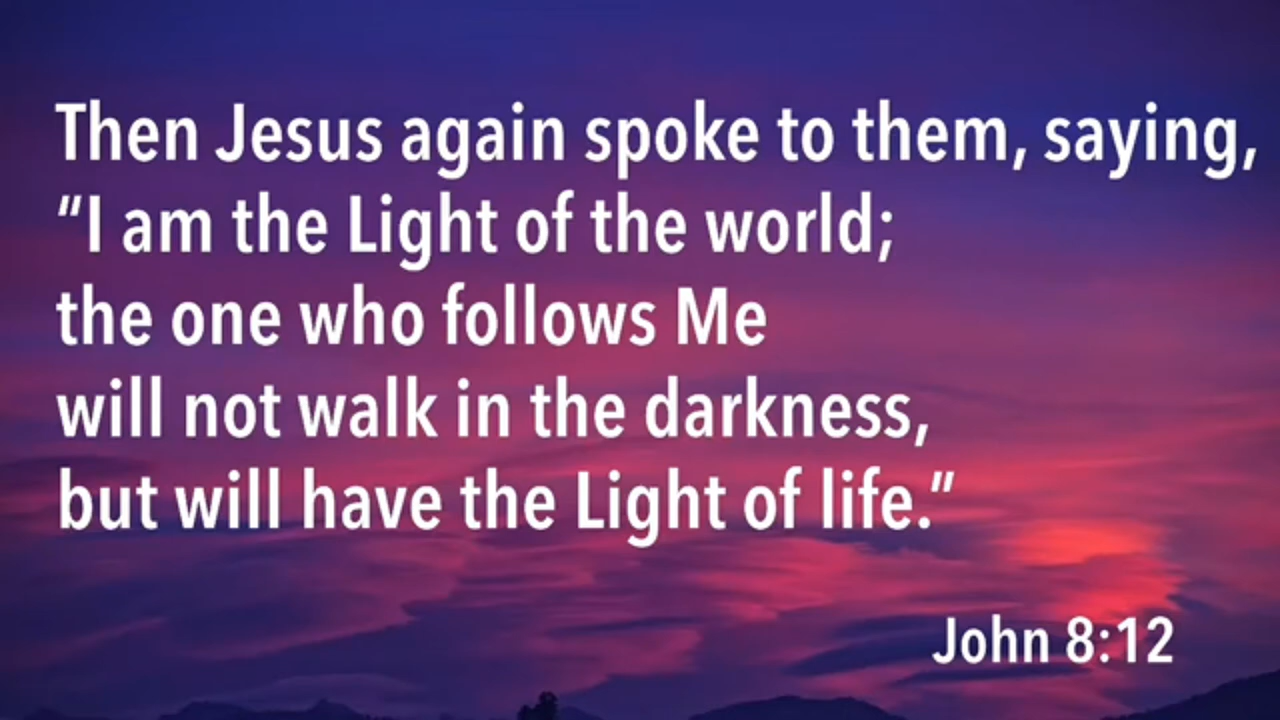 Then Jesus again spoke to them, saying,
“I am the Light of the world;
the one who follows Me
will not walk in the darkness,
but will have the Light of life.”
John 8:12